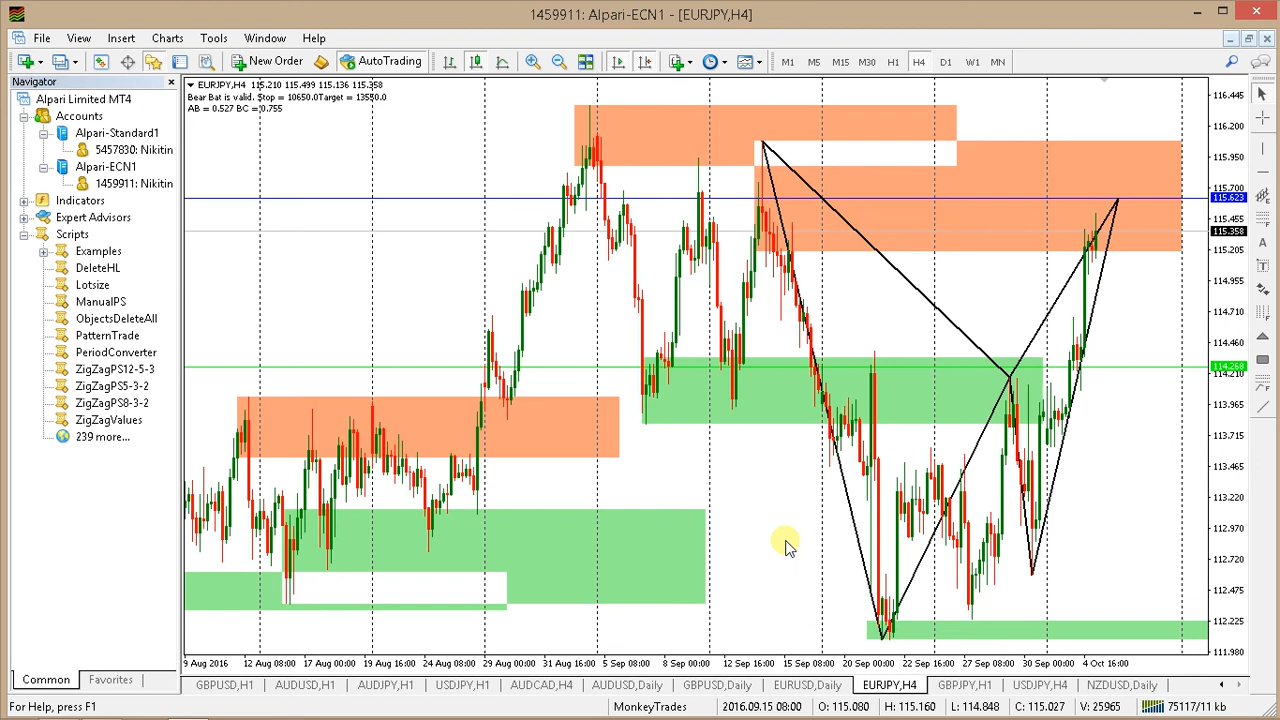 1459911: Alpari-ECN1 - [EURJPY,H4]
File View Insert Charts Tools Window Help
New Order AutoTrading M1 M5 M15 M30 H1 H4 D1 W1 MN
Navigator
Alpari Limited MT4
Accounts
Alpari-Standard1
5457830: Nikitin
Alpari-ECN1
1459911: Nikitin
Indicators
Expert Advisors
Scripts
Examples
DeleteHL
Lotsize
ManualPS
ObjectsDeleteAll
PatternTrade
PeriodConverter
ZigZagPS12-5-3
ZigZagPS5-3-2
ZigZagPS8-3-2
ZigZagValues
239 more...
Common Favorites
EURJPY,H4 115.210 115.499 115.136 115.358
Bear Bat is valid. Stop = 10650.0Target = 13550.0
AB = 0.527 BC = 0.755
116.445
116.200
115.950
115.700
115.623
115.455
115.358
115.205
114.955
114.710
114.460
114.268
114.210
113.965
113.715
113.465
113.220
112.970
112.720
112.475
112.225
111.980
9 Aug 2016 12 Aug 08:00 17 Aug 00:00 19 Aug 16:00 24 Aug 08:00 29 Aug 00:00 31 Aug 16:00 5 Sep 08:00 8 Sep 00:00 12 Sep 16:00 15 Sep 08:00 20 Sep 00:00 22 Sep 16:00 27 Sep 08:00 30 Sep 00:00 4 Oct 16:00
GBPUSD,H1 AUDUSD,H1 AUDJPY,H1 USDJPY,H1 AUDCAD,H4 AUDUSD,Daily GBPUSD,Daily EURUSD,Daily EURJPY,H4 GBPJPY,H1 USDJPY,H4 NZDUSD,Daily
For Help, press F1 MonkeyTrades 2016.09.15 08:00 O: 115.080 H: 115.160 L: 114.848 C: 115.027 V: 25965 75117/11 kb